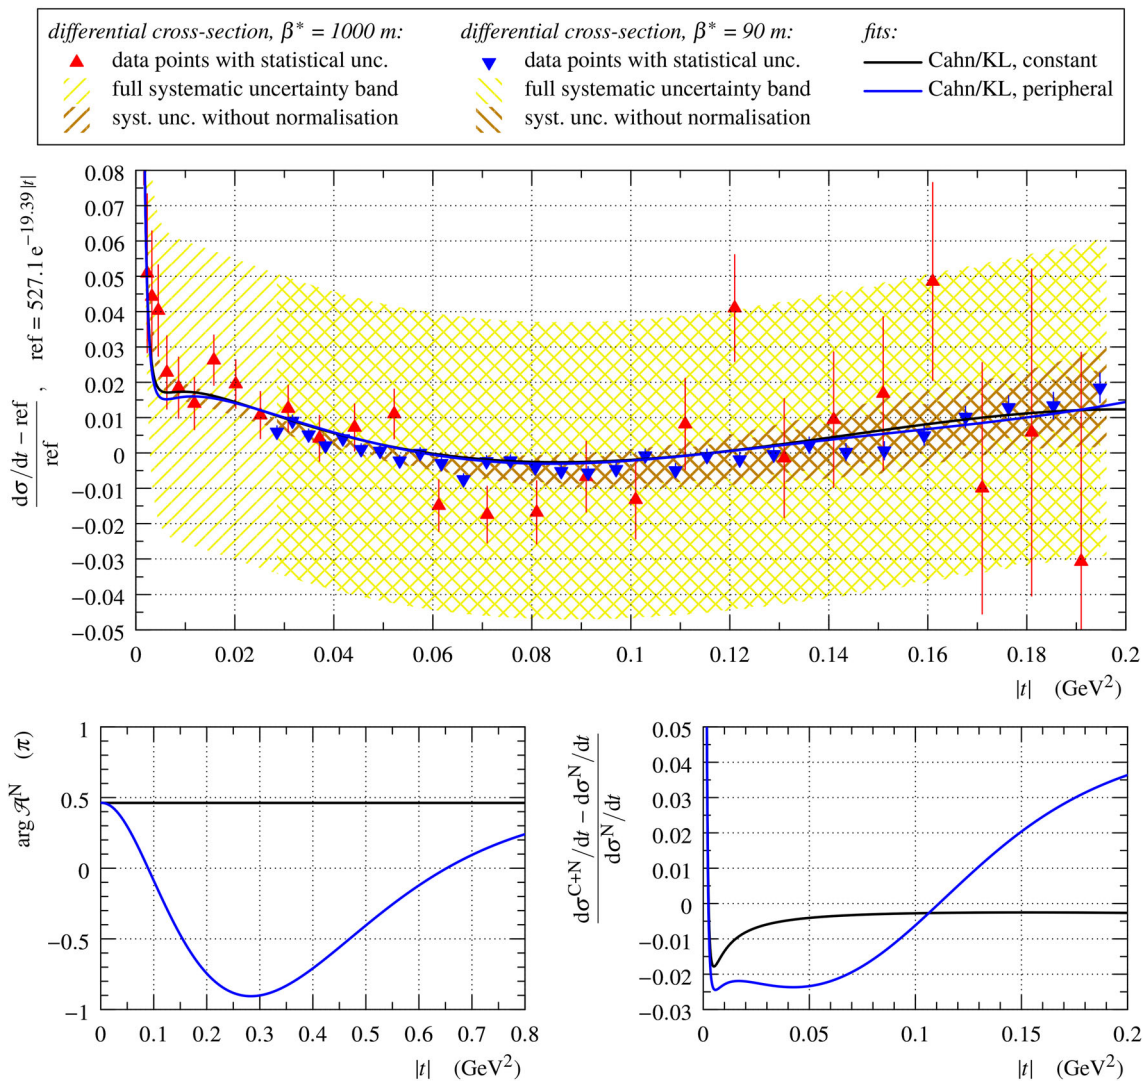 differential cross-section, β* = 1000 m:
data points with statistical unc.
full systematic uncertainty band
syst. unc. without normalisation
differential cross-section, β* = 90 m:
data points with statistical unc.
full systematic uncertainty band
syst. unc. without normalisation
fits:
Cahn/KL, constant
Cahn/KL, peripheral
dσ/dt − ref
ref
, ref = 527.1 e^{−19.39|t|}
0.08
0.07
0.06
0.05
0.04
0.03
0.02
0.01
0
−0.01
−0.02
−0.03
−0.04
−0.05
0 0.02 0.04 0.06 0.08 0.1 0.12 0.14 0.16 0.18 0.2
|t| (GeV²)
arg 𝒜^N (π)
1
0.5
0
−0.5
−1
0 0.1 0.2 0.3 0.4 0.5 0.6 0.7 0.8
|t| (GeV²)
dσ^{C+N}/dt − dσ^N/dt
dσ^N/dt
0.05
0.04
0.03
0.02
0.01
0
−0.01
−0.02
−0.03
0 0.05 0.1 0.15 0.2
|t| (GeV²)